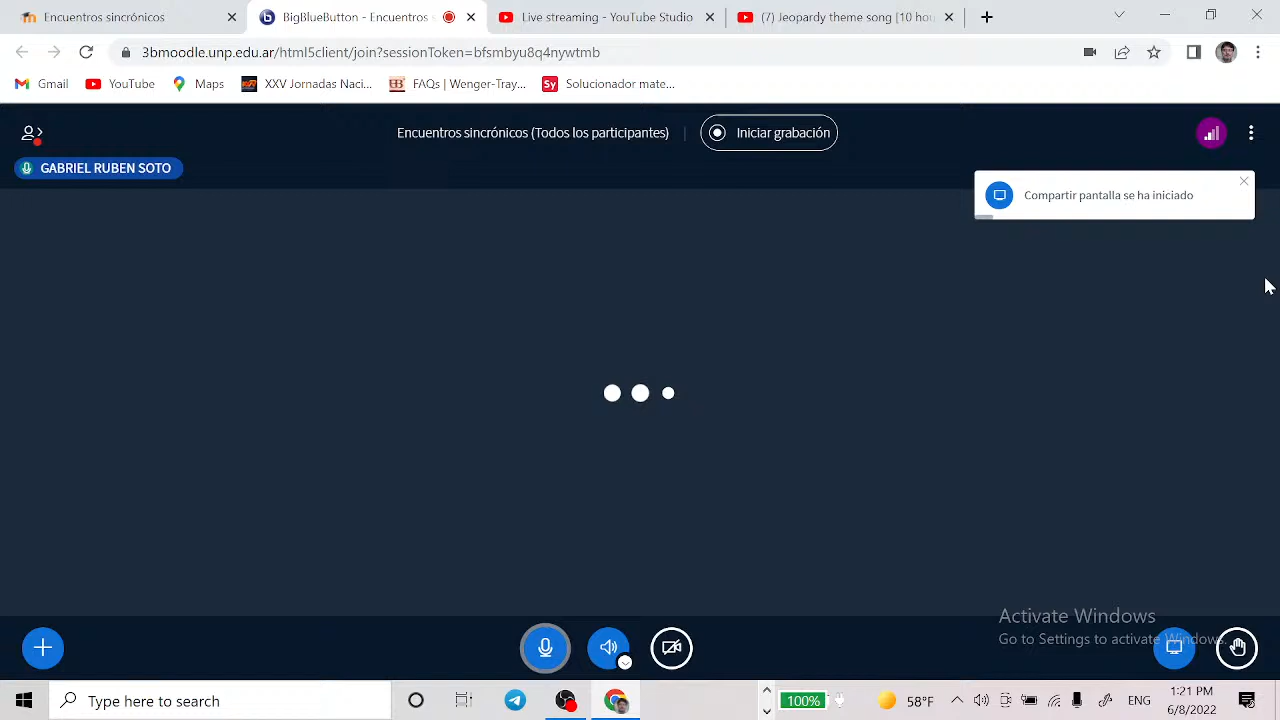 Encuentros sincrónicos
BigBlueButton - Encuentros
Live streaming - YouTube Studio
(7) Jeopardy theme song [10 hou
3bmoodle.unp.edu.ar/html5client/join?sessionToken=bfsmbyu8q4nywtmb
Gmail
YouTube
Maps
XXV Jornadas Naci...
FAQs | Wenger-Tray...
Sy
Solucionador mate...
Encuentros sincrónicos (Todos los participantes)
Iniciar grabación
GABRIEL RUBEN SOTO
Compartir pantalla se ha iniciado
Activate Windows
Go to Settings to activate Windows.
Type here to search
100%
58°F
ENG
1:21 PM
6/8/2022